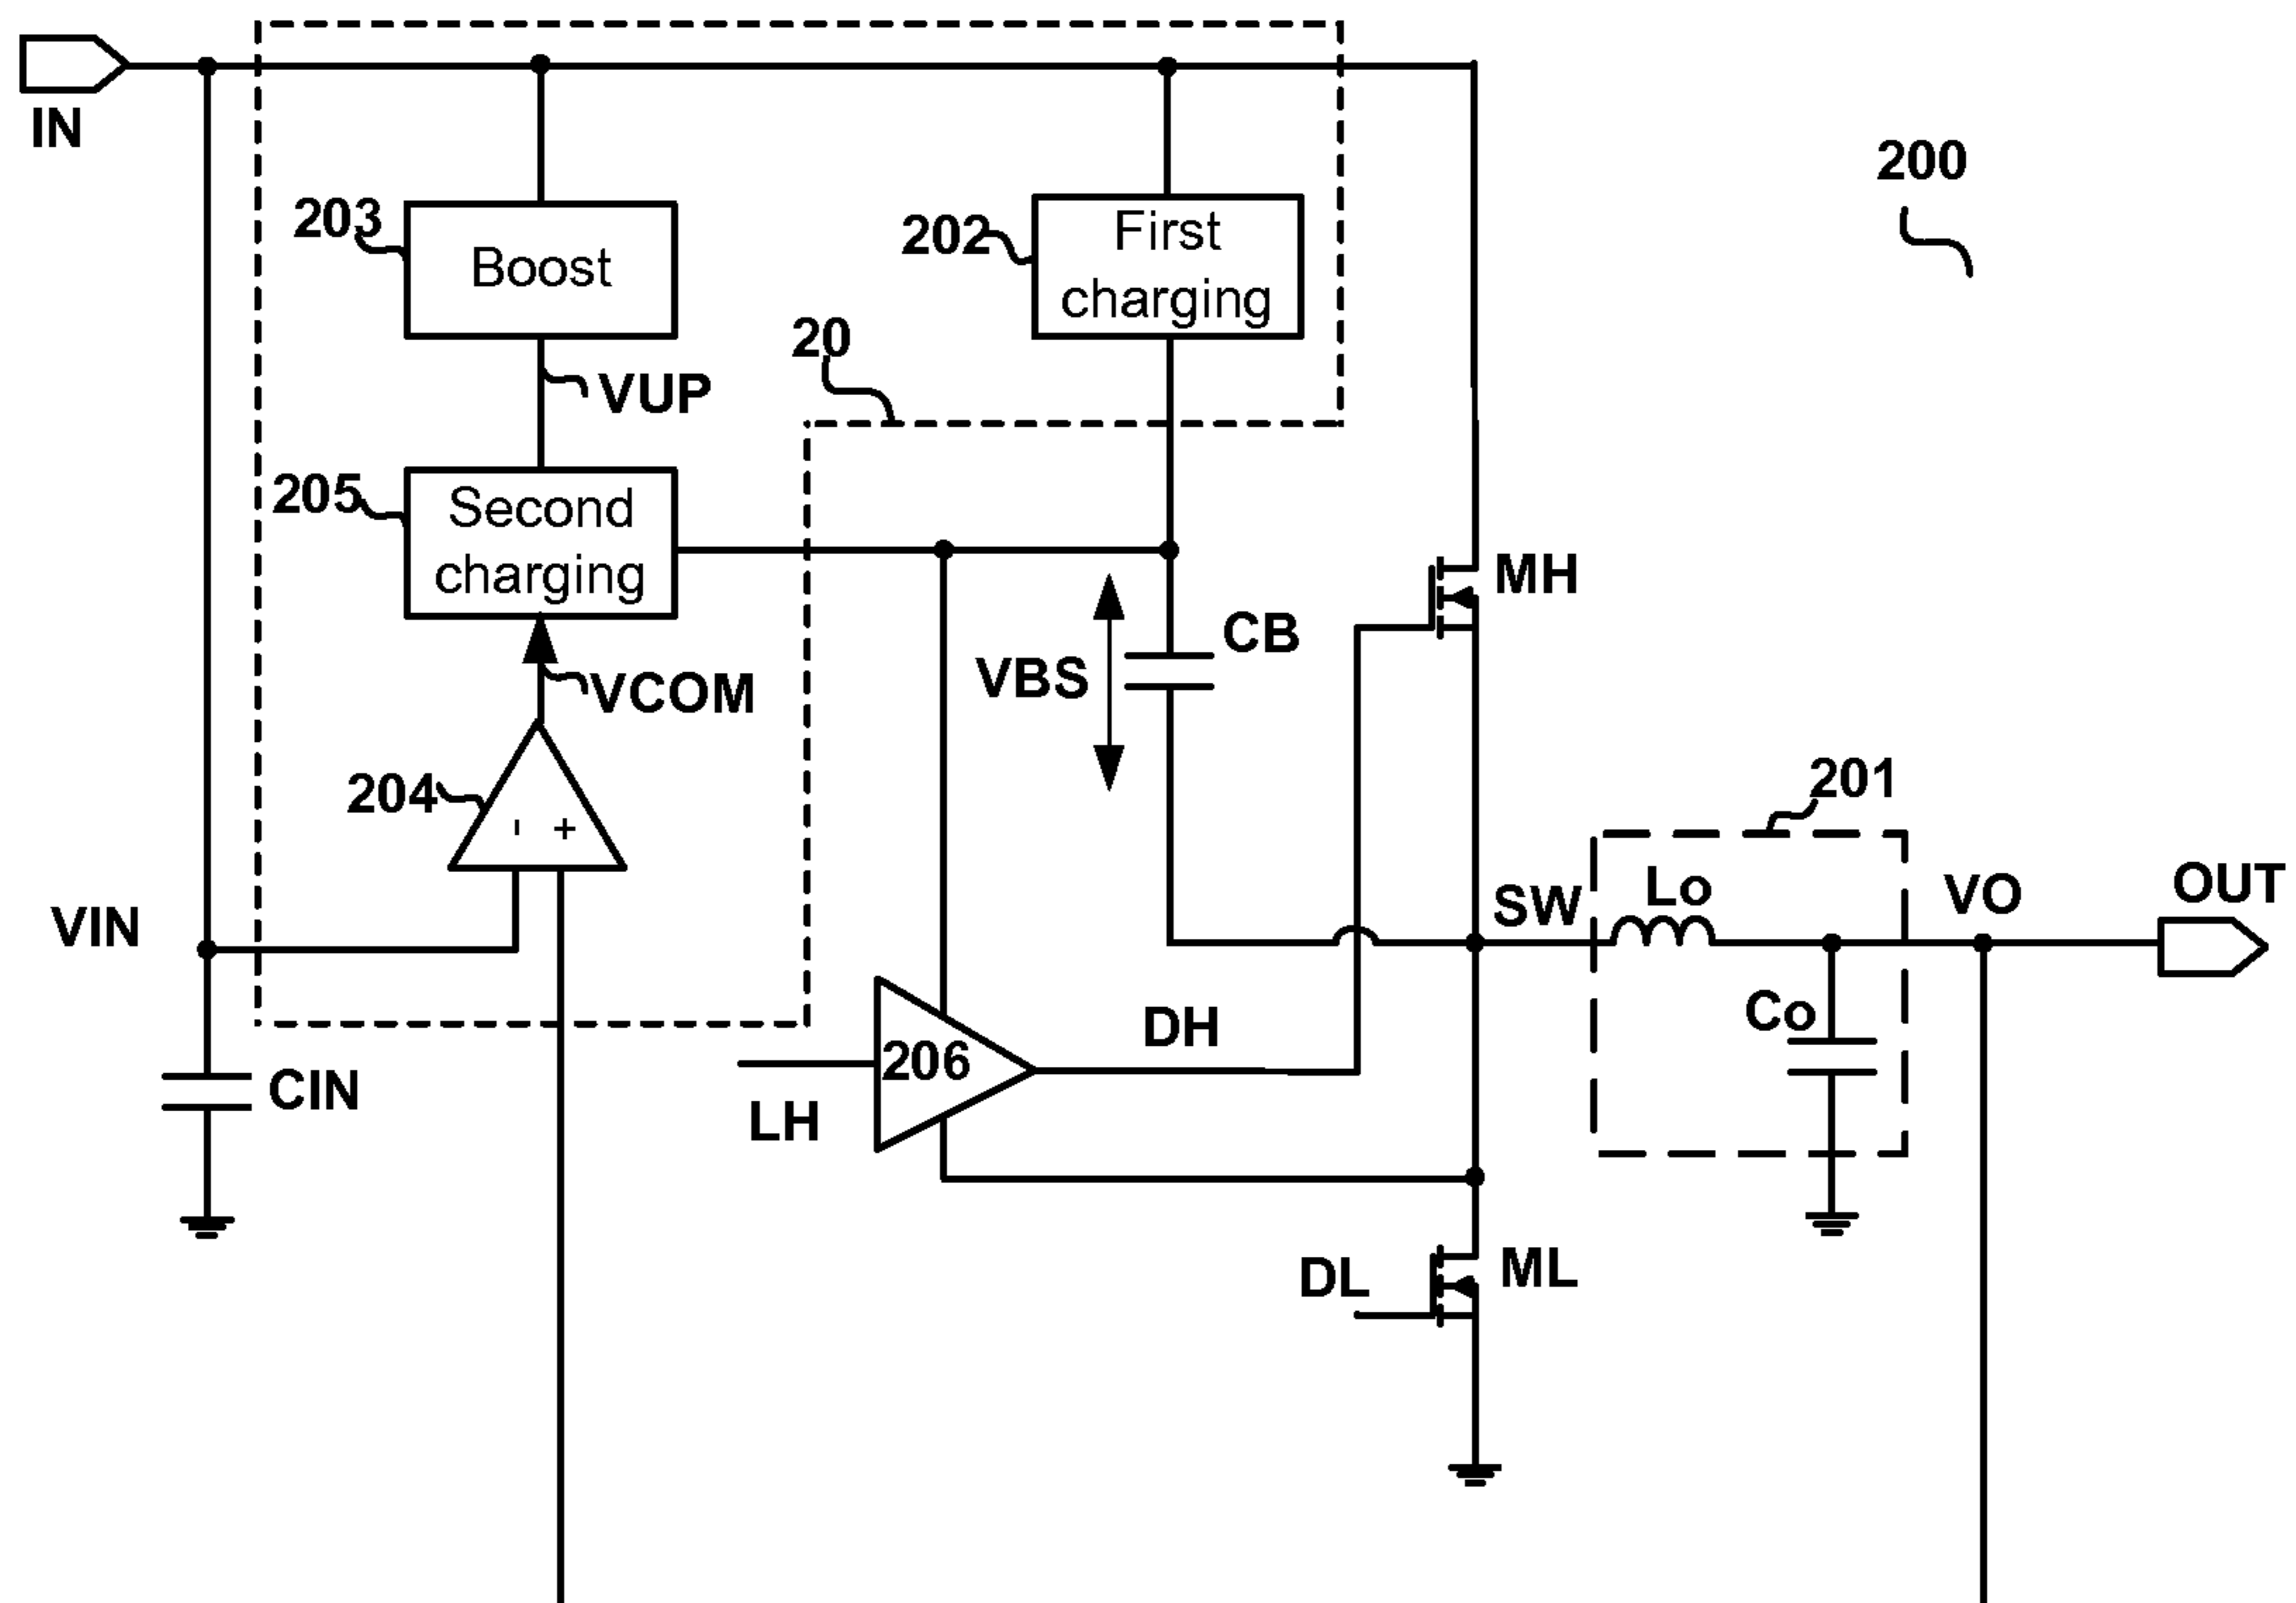 IN
200
203
Boost
202
First
charging
20
VUP
205
Second
charging
MH
CB
VBS
VCOM
204
- +
201
Lo
SW
VO
OUT
VIN
Co
DH
206
CIN
LH
DL
ML